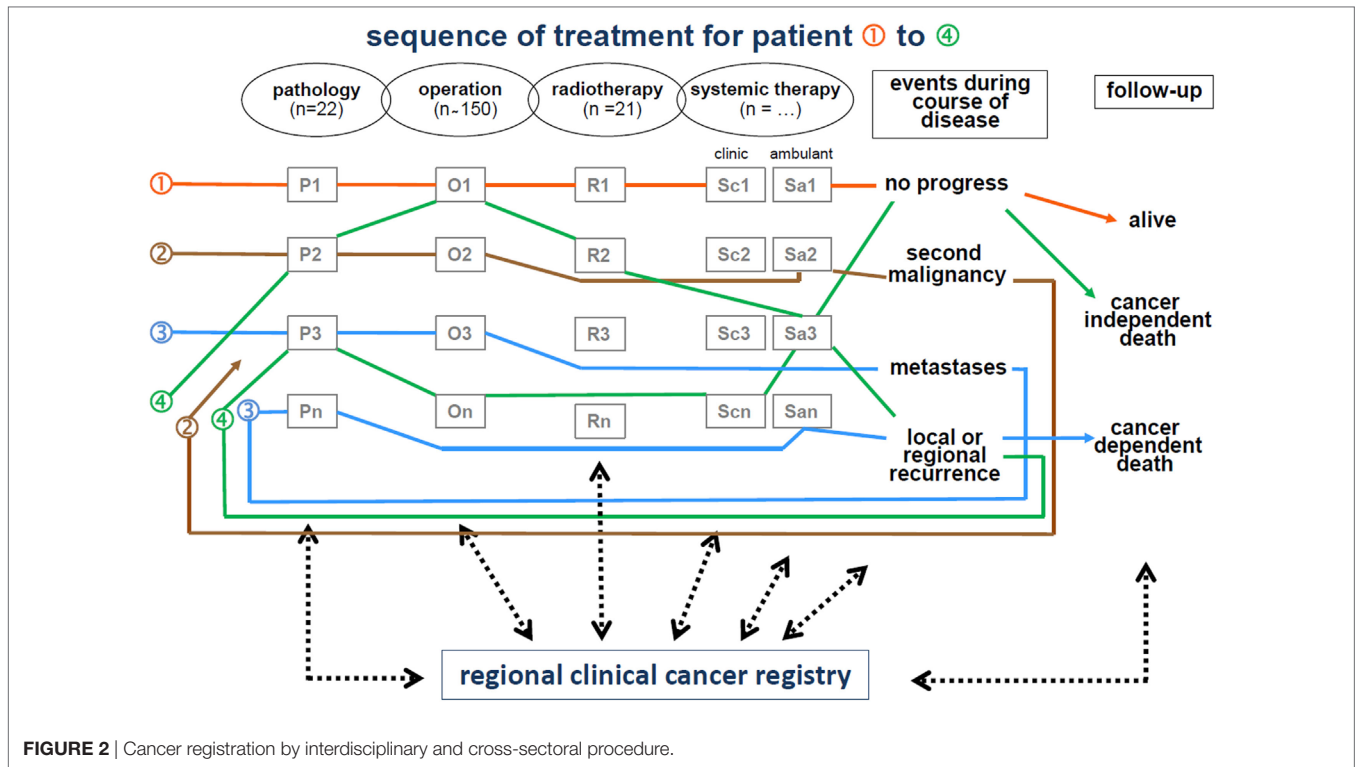 sequence of treatment for patient ① to ④
pathology
(n=22)
operation
(n~150)
radiotherapy
(n =21)
systemic therapy
(n = ...)
events during
course of
disease
follow-up
clinic ambulant
① P1 O1 R1 Sc1 Sa1 no progress
alive
② P2 O2 R2 Sc2 Sa2 second
malignancy
cancer
independent
death
③ P3 O3 R3 Sc3 Sa3
metastases
④
② ④ ③ Pn On Rn Scn San
local or
regional
recurrence
cancer
dependent
death
regional clinical cancer registry
FIGURE 2 | Cancer registration by interdisciplinary and cross-sectoral procedure.